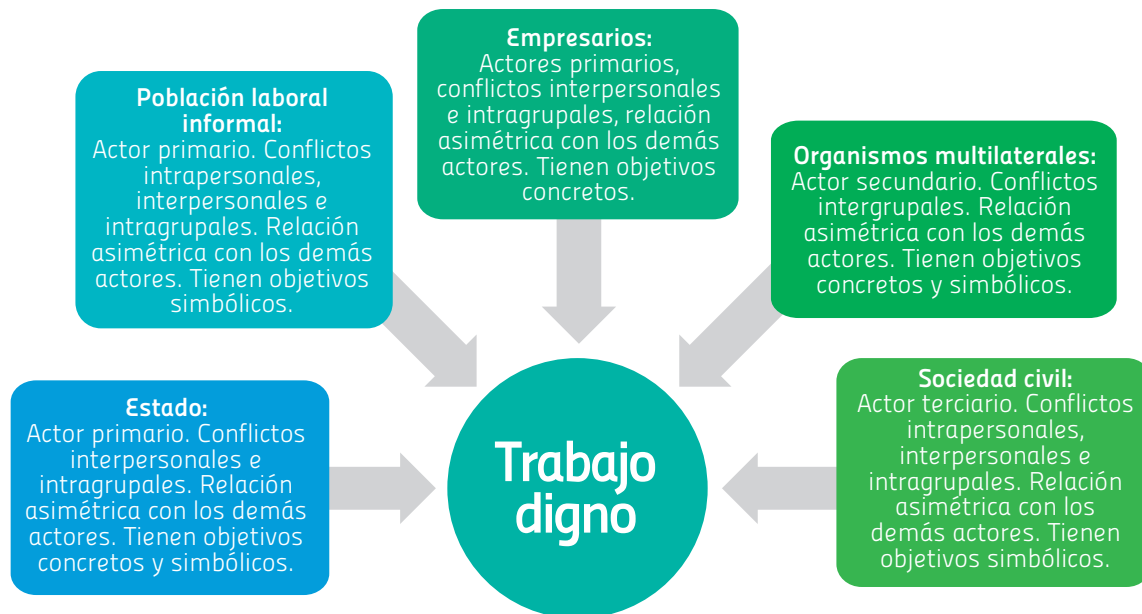 Empresarios:
Actores primarios,
conflictos interpersonales
e intragrupales, relación
asimétrica con los demás
actores. Tienen objetivos
concretos.
Población laboral
informal:
Actor primario. Conflictos
intrapersonales,
interpersonales e
intragrupales. Relación
asimétrica con los demás
actores. Tienen objetivos
simbólicos.
Organismos multilaterales:
Actor secundario. Conflictos
intergrupales. Relación
asimétrica con los demás
actores. Tienen objetivos
concretos y simbólicos.
Estado:
Actor primario. Conflictos
interpersonales e
intragrupales. Relación
asimétrica con los demás
actores. Tienen objetivos
concretos y simbólicos.
Trabajo
digno
Sociedad civil:
Actor terciario. Conflictos
intrapersonales,
interpersonales e
intragrupales. Relación
asimétrica con los
demás actores. Tienen
objetivos simbólicos.